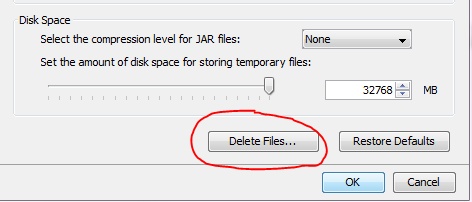 Disk Space
Select the compression level for JAR files: None
Set the amount of disk space for storing temporary files:
32768 MB
Delete Files... Restore Defaults
OK Cancel